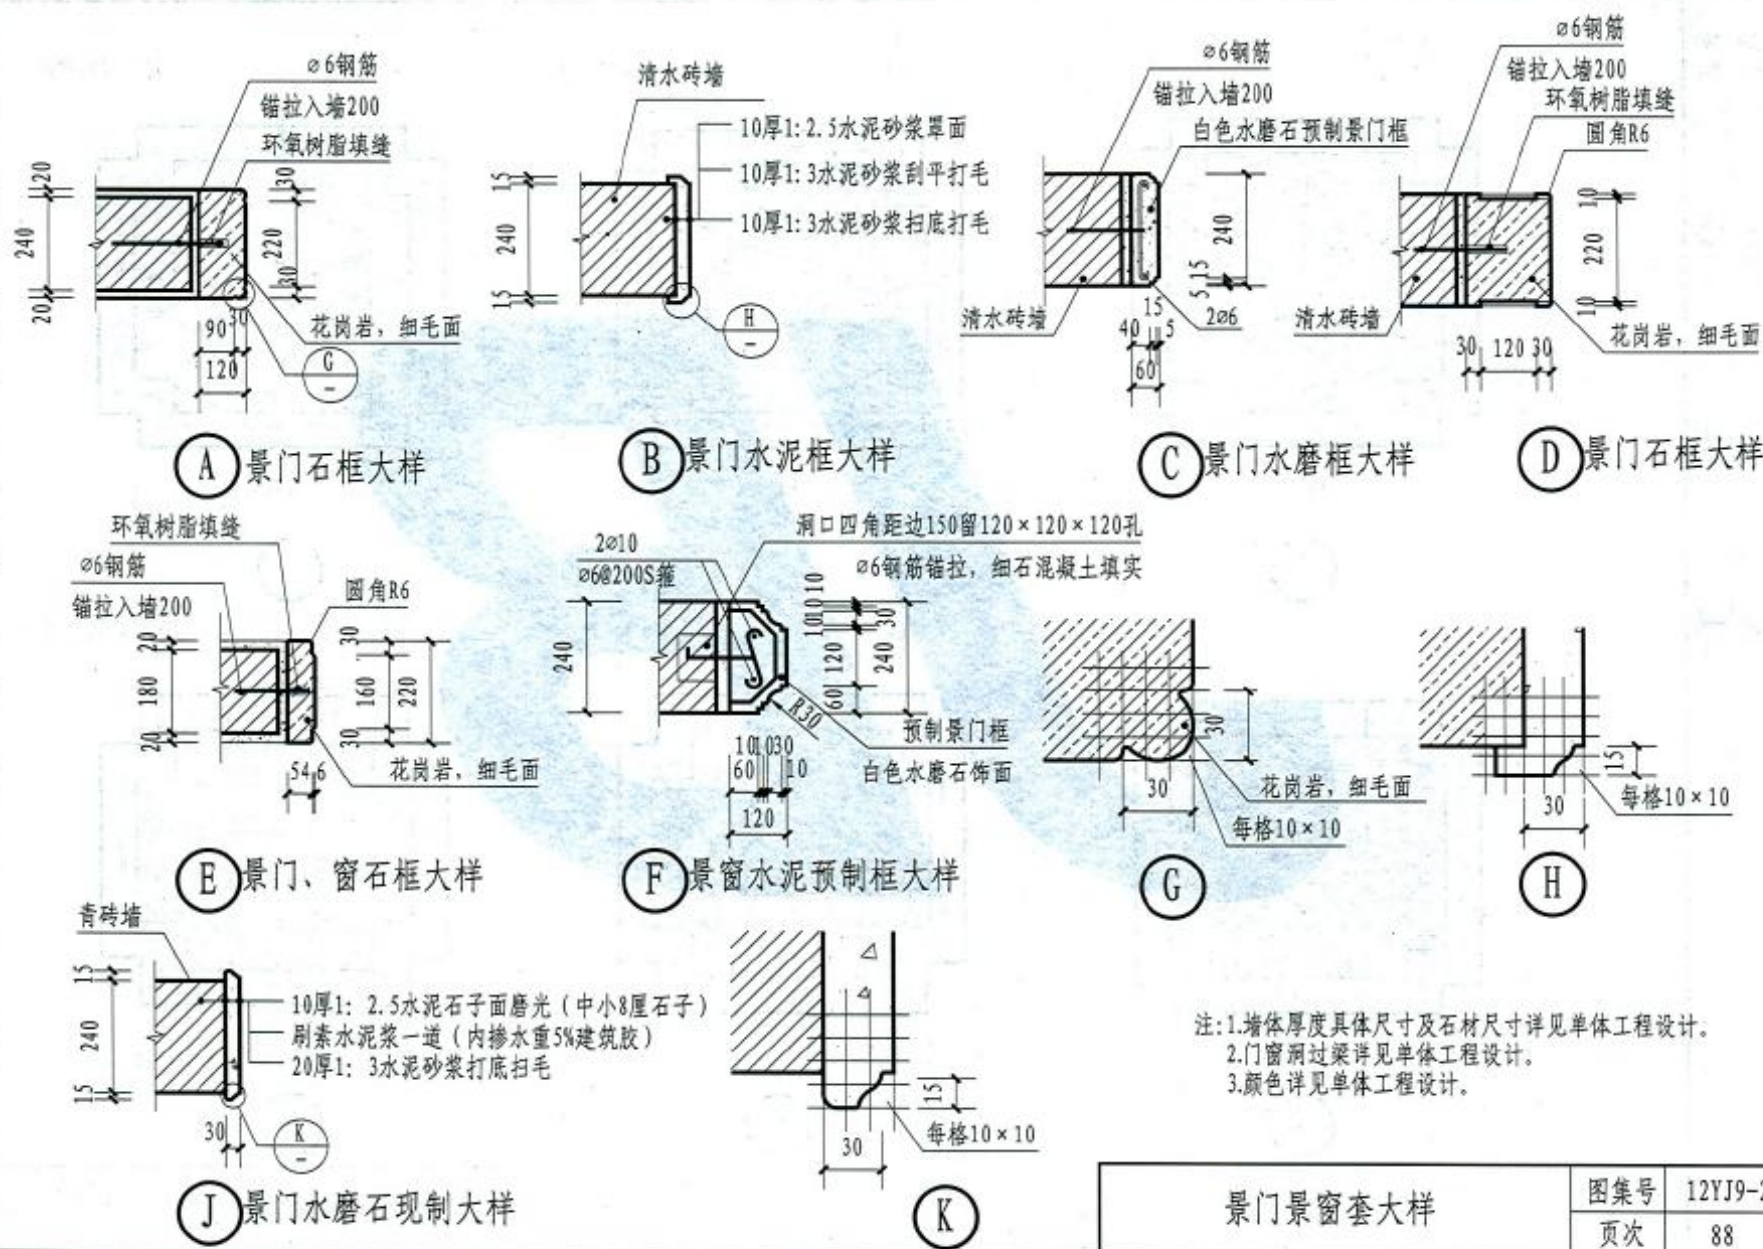 ⌀6钢筋
锚拉入墙200
环氧树脂填缝
20
240
20
30
220
30
90
30
120
花岗岩，细毛面
G
–
A 景门石框大样
清水砖墙
10厚1:2.5水泥砂浆罩面
10厚1:3水泥砂浆刮平打毛
10厚1:3水泥砂浆扫底打毛
15
240
15
H
–
B 景门水泥框大样
⌀6钢筋
锚拉入墙200
白色水磨石预制景门框
240
15
5
15
40
5
60
2⌀6
清水砖墙
C 景门水磨框大样
⌀6钢筋
锚拉入墙200
环氧树脂填缝
圆角R6
10
220
10
清水砖墙
30
120
30
花岗岩，细毛面
D 景门石框大样
环氧树脂填缝
⌀6钢筋
锚拉入墙200
圆角R6
20
180
20
30
160
220
30
54
6
花岗岩，细毛面
E 景门、窗石框大样
洞口四角距边150留120×120×120孔
⌀6钢筋锚拉，细石混凝土填实
2⌀10
⌀6@200S箍
240
10
10
10
10
30
120
240
60
R30
预制景门框
白色水磨石饰面
10
10
30
60
10
120
F 景窗水泥预制框大样
30
30
花岗岩，细毛面
每格10×10
G
15
30
每格10×10
H
青砖墙
15
240
15
30
10厚1：2.5水泥石子面磨光（中小8厘石子）
刷素水泥浆一道（内掺水重5%建筑胶）
20厚1：3水泥砂浆打底扫毛
K
–
J 景门水磨石现制大样
15
30
每格10×10
K
注:1.墙体厚度具体尺寸及石材尺寸详见单体工程设计。
2.门窗洞过梁详见单体工程设计。
3.颜色详见单体工程设计。
景门景窗套大样
图集号 12YJ9-2
页次 88